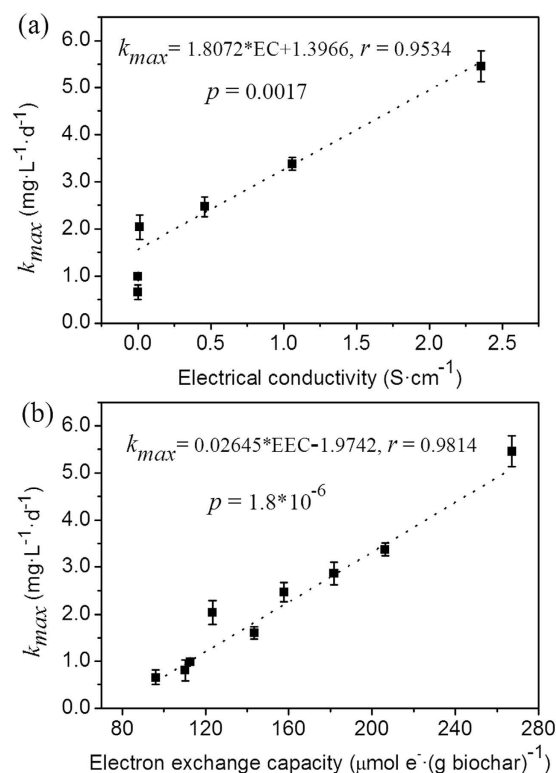 (a)
6.0
5.0
4.0
3.0
2.0
1.0
0.0
k_max (mg·L⁻¹·d⁻¹)
k_max= 1.8072*EC+1.3966, r = 0.9534
p = 0.0017
0.0 0.5 1.0 1.5 2.0 2.5
Electrical conductivity (S·cm⁻¹)
(b)
6.0
5.0
4.0
3.0
2.0
1.0
0.0
k_max (mg·L⁻¹·d⁻¹)
k_max= 0.02645*EEC-1.9742, r = 0.9814
p = 1.8*10⁻⁶
80 120 160 200 240 280
Electron exchange capacity (μmol e⁻·(g biochar)⁻¹